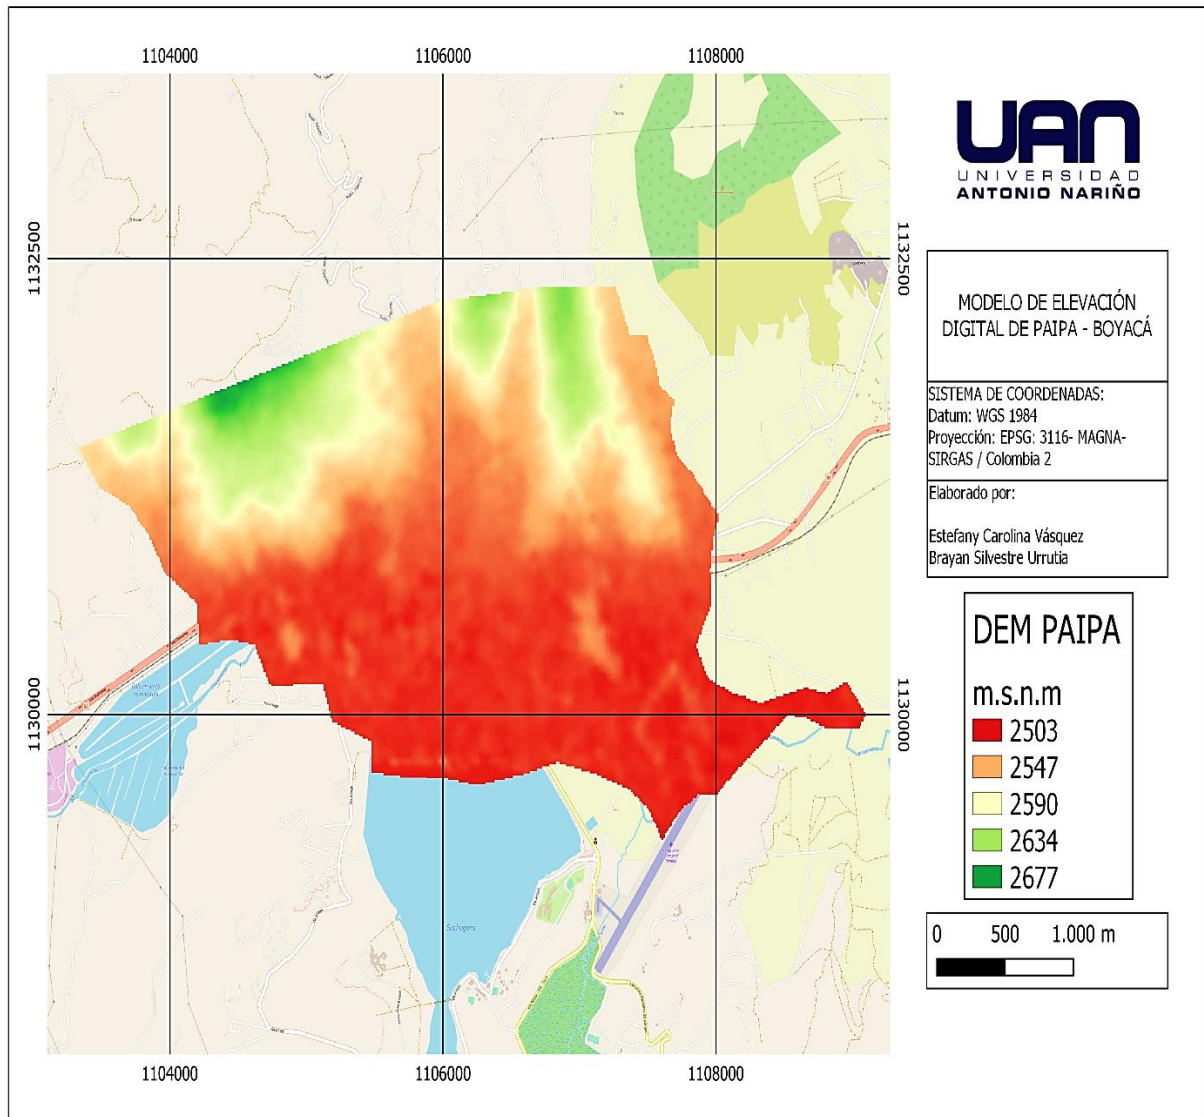 1104000
1106000
1108000
1132500
1132500
1130000
1130000
Sochagota
1104000
1106000
1108000
UAN
UNIVERSIDAD
ANTONIO NARIÑO
MODELO DE ELEVACIÓN
DIGITAL DE PAIPA - BOYACÁ
SISTEMA DE COORDENADAS:
Datum: WGS 1984
Proyección: EPSG: 3116- MAGNA-
SIRGAS / Colombia 2
Elaborado por:
Estefany Carolina Vásquez
Brayan Silvestre Urrutia
DEM PAIPA
m.s.n.m
2503
2547
2590
2634
2677
0 500 1.000 m